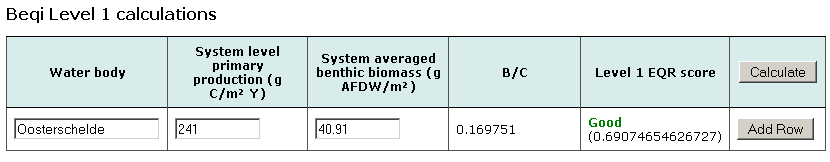 Beqi Level 1 calculations
Water body
System level
primary
production (g
C/m² Y)
System averaged
benthic biomass (g
AFDW/m²)
B/C
Level 1 EQR score
Calculate
Oosterschelde
241
40.91
0.169751
Good
(0.69074654626727)
Add Row